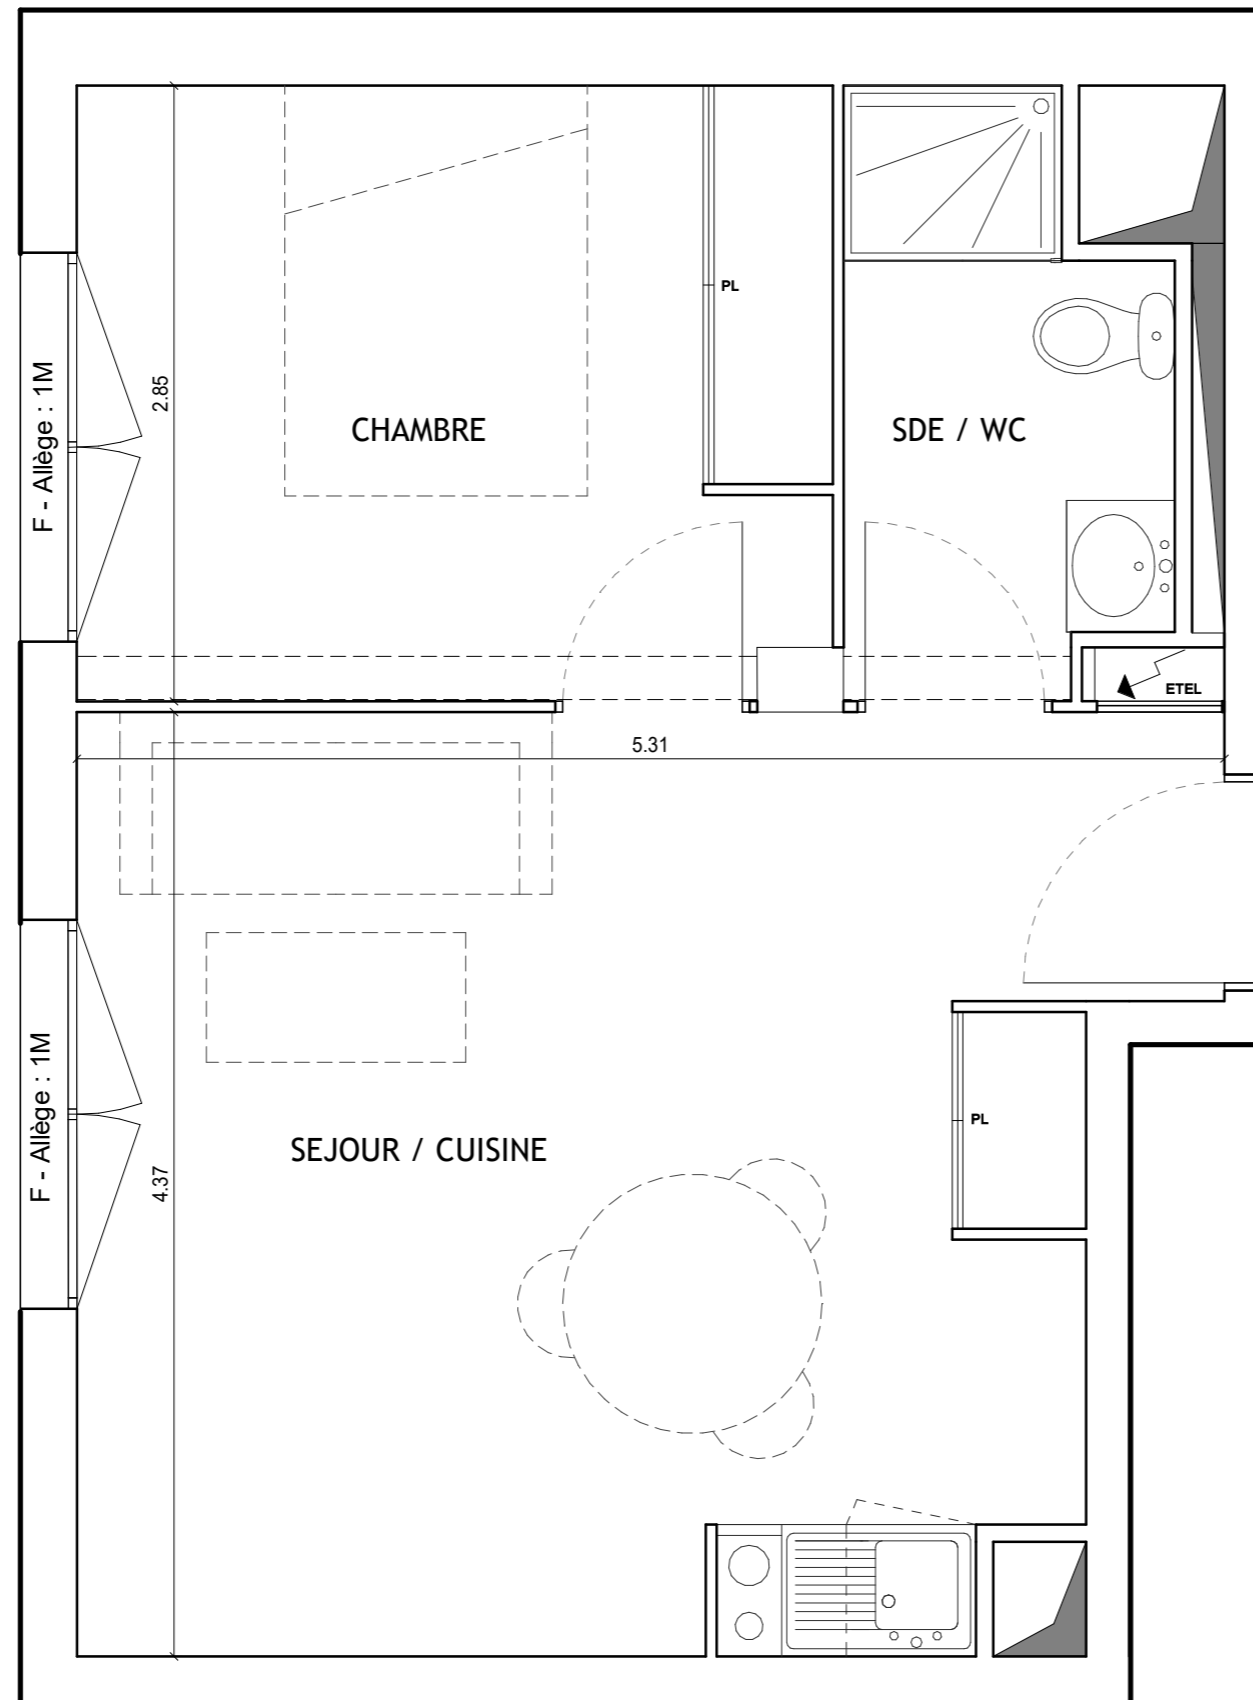 PL
F - Allège : 1M
2.85
CHAMBRE
SDE / WC
ETEL
5.31
F - Allège : 1M
4.37
SEJOUR / CUISINE
PL